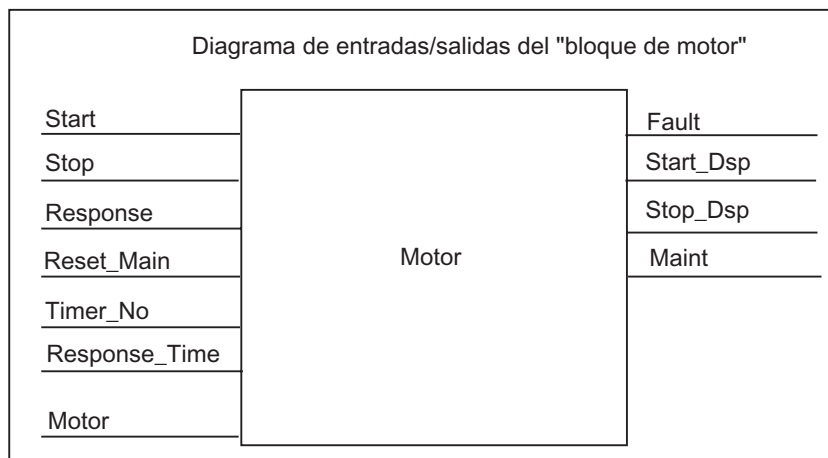 Diagrama de entradas/salidas del "bloque de motor"
Start
Stop
Response
Reset_Main
Timer_No
Response_Time
Motor
Motor
Fault
Start_Dsp
Stop_Dsp
Maint